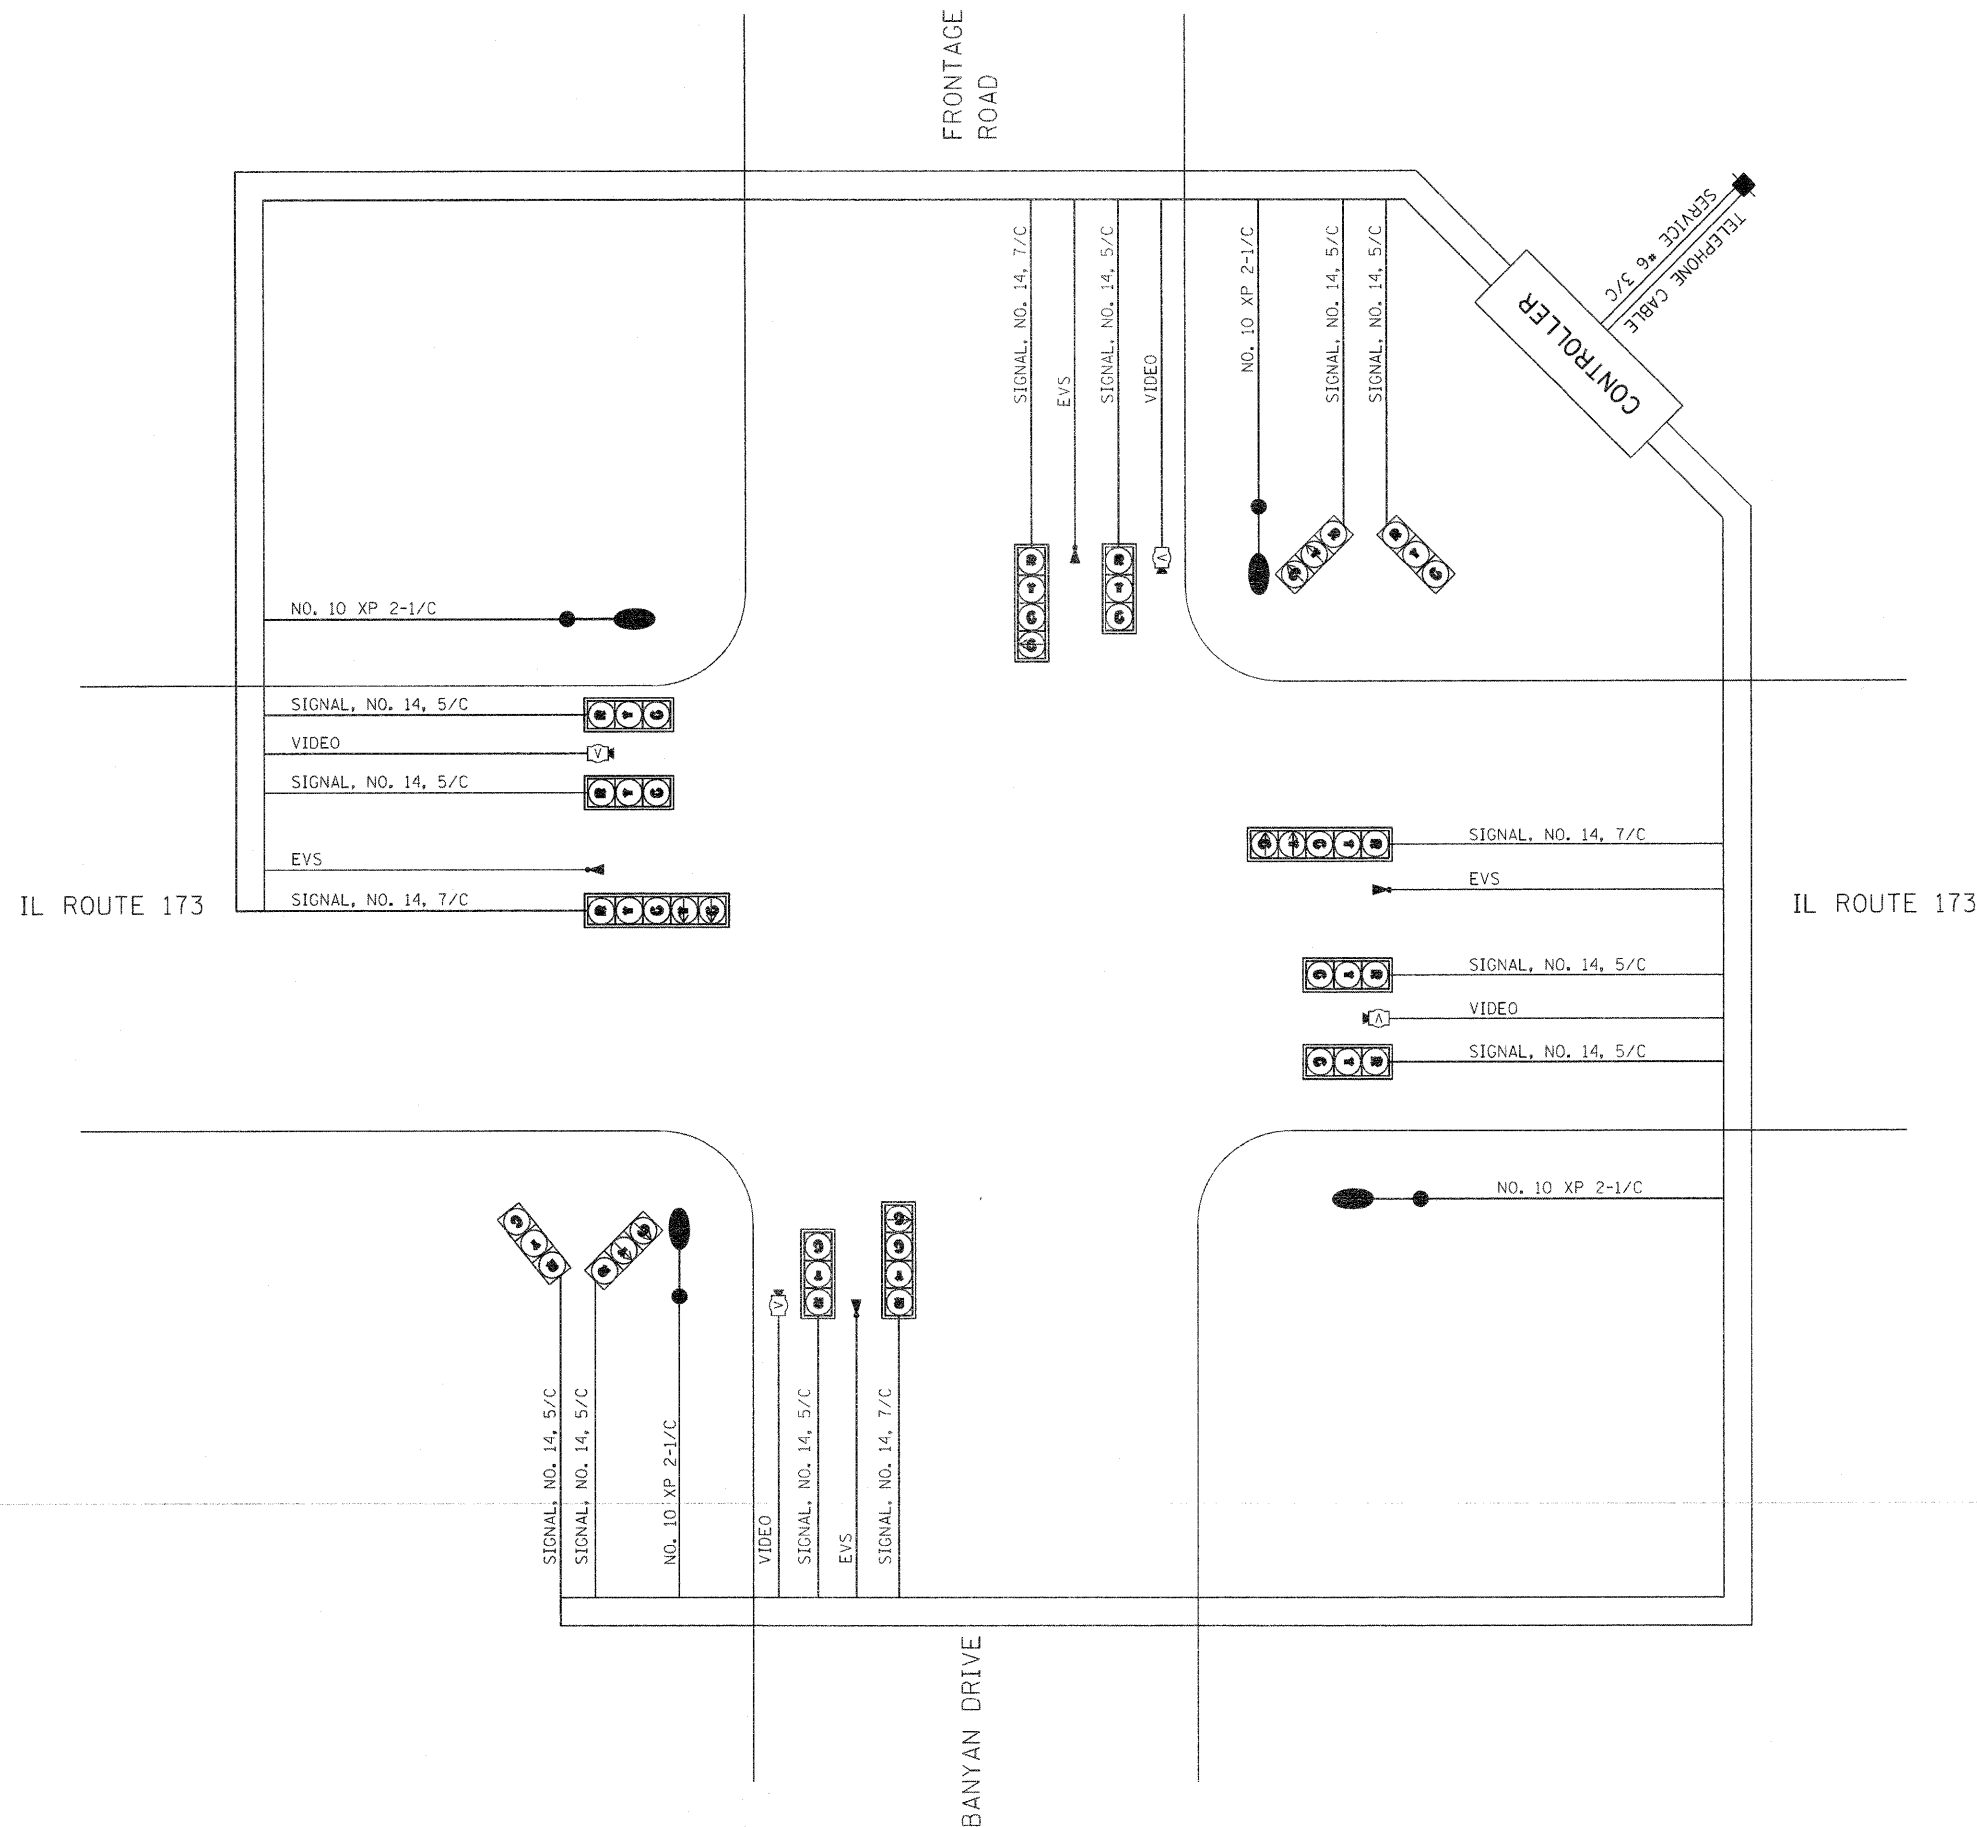 FRONTAGE
ROAD
SERVICE #6 3/C
TELEPHONE CABLE
CONTROLLER
SIGNAL, NO. 14, 7/C
EVS
SIGNAL, NO. 14, 5/C
VIDEO
NO. 10 XP 2-1/C
SIGNAL, NO. 14, 5/C
SIGNAL, NO. 14, 5/C
R Y G G
R Y G
V
R Y G
R Y G
NO. 10 XP 2-1/C
SIGNAL, NO. 14, 5/C
R Y G
VIDEO
V
SIGNAL, NO. 14, 5/C
R Y G
EVS
SIGNAL, NO. 14, 7/C
R Y G Y G
IL ROUTE 173
SIGNAL, NO. 14, 7/C
G Y G Y R
EVS
IL ROUTE 173
SIGNAL, NO. 14, 5/C
G Y R
VIDEO
V
SIGNAL, NO. 14, 5/C
G Y R
NO. 10 XP 2-1/C
G Y R
G Y R
V
G Y R
G G Y R
SIGNAL, NO. 14, 5/C
SIGNAL, NO. 14, 5/C
NO. 10 XP 2-1/C
VIDEO
SIGNAL, NO. 14, 5/C
EVS
SIGNAL, NO. 14, 7/C
BANYAN DRIVE